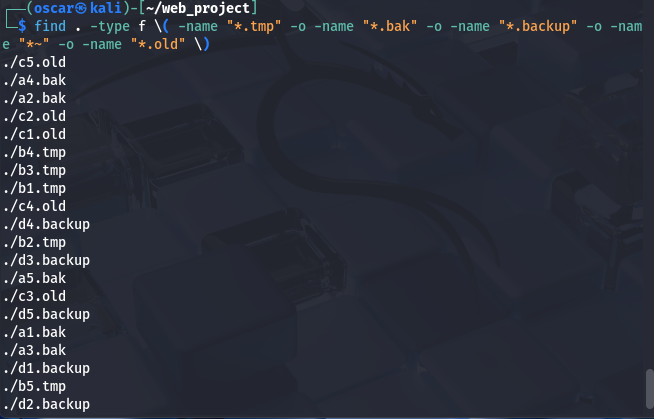 ┌──(oscar㉿kali)-[~/web_project]
└─$ find . -type f \( -name "*.tmp" -o -name "*.bak" -o -name "*.backup" -o -nam
e "*~" -o -name "*.old" \)
./c5.old
./a4.bak
./a2.bak
./c2.old
./c1.old
./b4.tmp
./b3.tmp
./b1.tmp
./c4.old
./d4.backup
./b2.tmp
./d3.backup
./a5.bak
./c3.old
./d5.backup
./a1.bak
./a3.bak
./d1.backup
./b5.tmp
./d2.backup